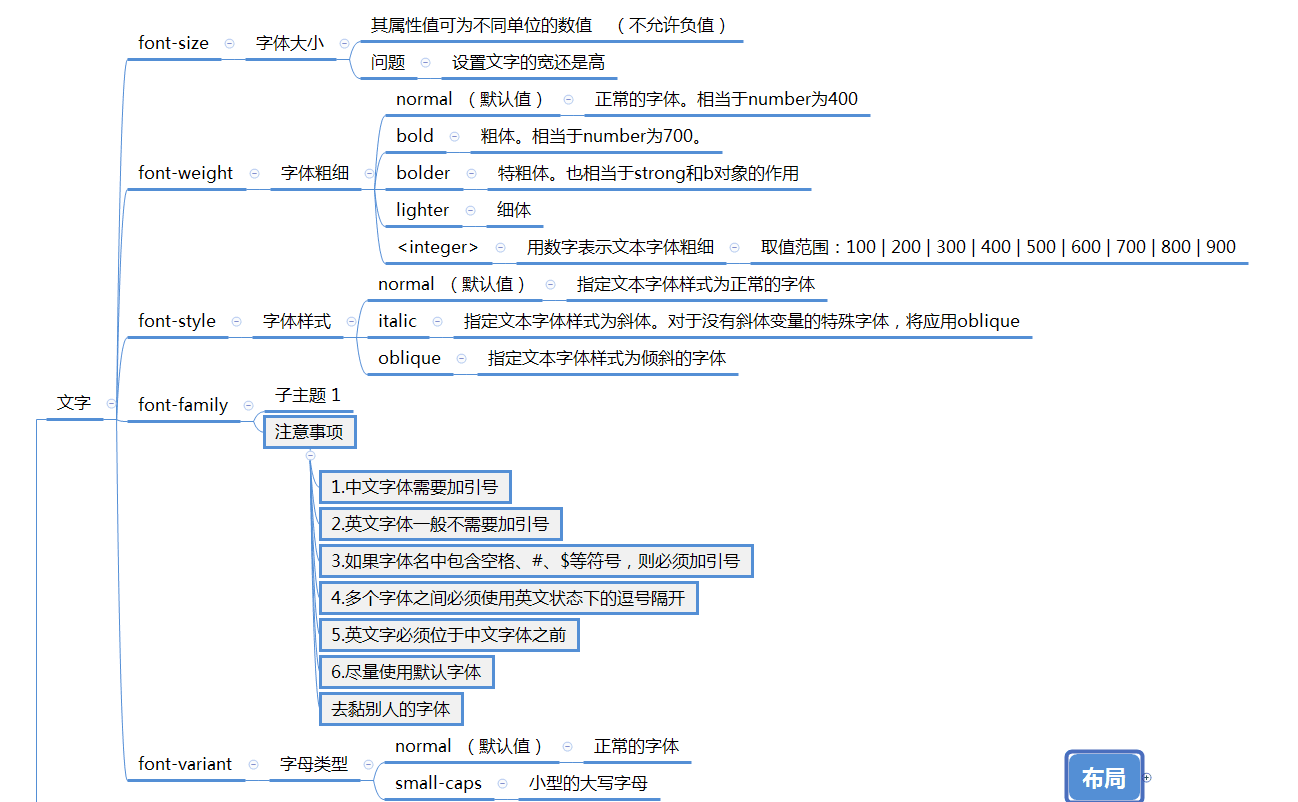 font-size 字体大小 其属性值可为不同单位的数值 （不允许负值）
问题 设置文字的宽还是高
font-weight 字体粗细 normal （默认值） 正常的字体。相当于number为400
bold 粗体。相当于number为700。
bolder 特粗体。也相当于strong和b对象的作用
lighter 细体
<integer> 用数字表示文本字体粗细 取值范围：100 | 200 | 300 | 400 | 500 | 600 | 700 | 800 | 900
font-style 字体样式 normal （默认值） 指定文本字体样式为正常的字体
italic 指定文本字体样式为斜体。对于没有斜体变量的特殊字体，将应用oblique
oblique 指定文本字体样式为倾斜的字体
文字
font-family 子主题 1
注意事项
1.中文字体需要加引号
2.英文字体一般不需要加引号
3.如果字体名中包含空格、#、$等符号，则必须加引号
4.多个字体之间必须使用英文状态下的逗号隔开
5.英文字必须位于中文字体之前
6.尽量使用默认字体
去黏别人的字体
font-variant 字母类型 normal （默认值） 正常的字体
small-caps 小型的大写字母
布局